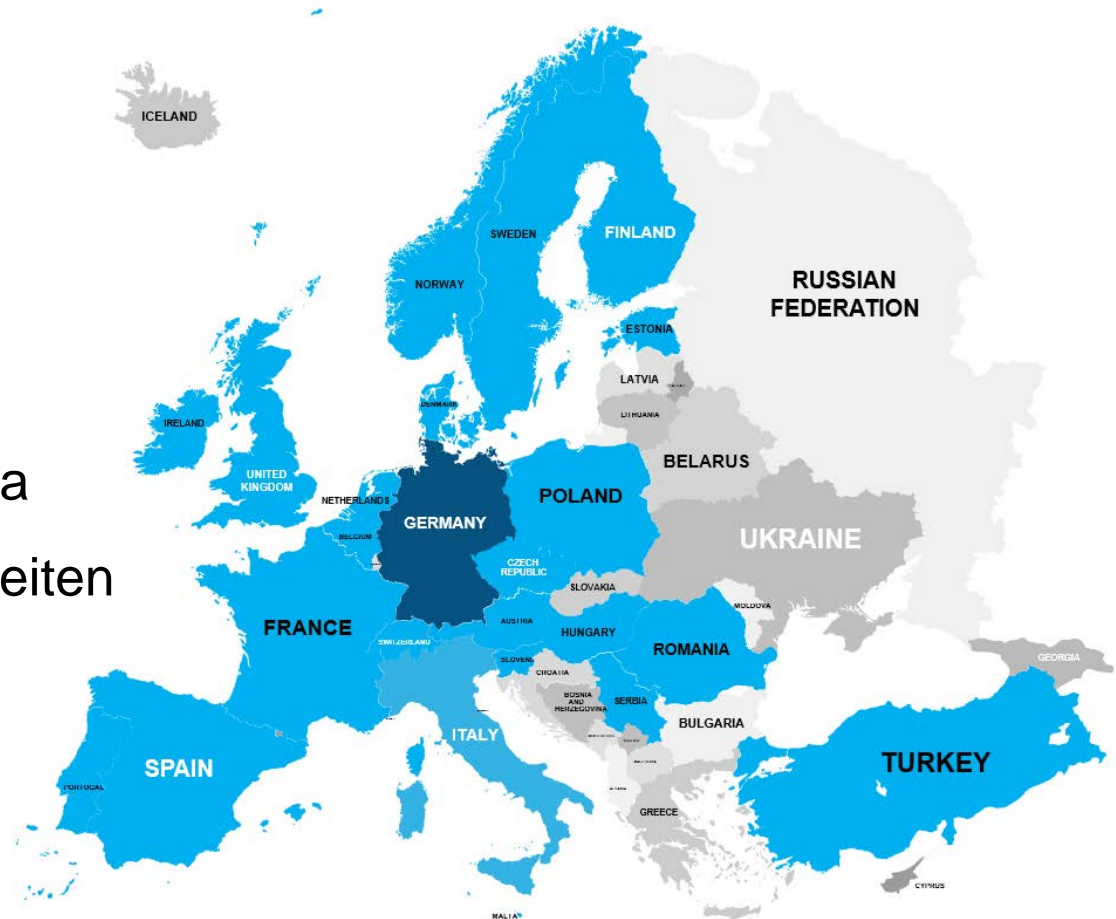 ICELAND
SWEDEN
FINLAND
NORWAY
RUSSIAN
FEDERATION
ESTONIA
LATVIA
LITHUANIA
DENMARK
IRELAND
BELARUS
a
UNITED
KINGDOM
NETHERLANDS
POLAND
GERMANY
UKRAINE
BELGIUM
CZECH
REPUBLIC
eiten
SLOVAKIA
MOLDOVA
AUSTRIA
FRANCE
HUNGARY
SWITZERLAND
ROMANIA
GEORGIA
SLOVENI
CROATIA
BOSNIA
AND
HERZEGOVINA
SERBIA
BULGARIA
ITALY
TURKEY
SPAIN
PORTUGAL
GREECE
CYPRUS
MALTA